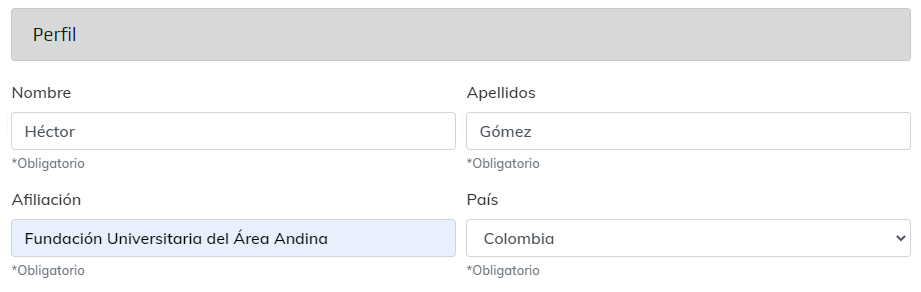 Perfil
Nombre Apellidos
Héctor Gómez
*Obligatorio *Obligatorio
Afiliación País
Fundación Universitaria del Área Andina Colombia
*Obligatorio *Obligatorio